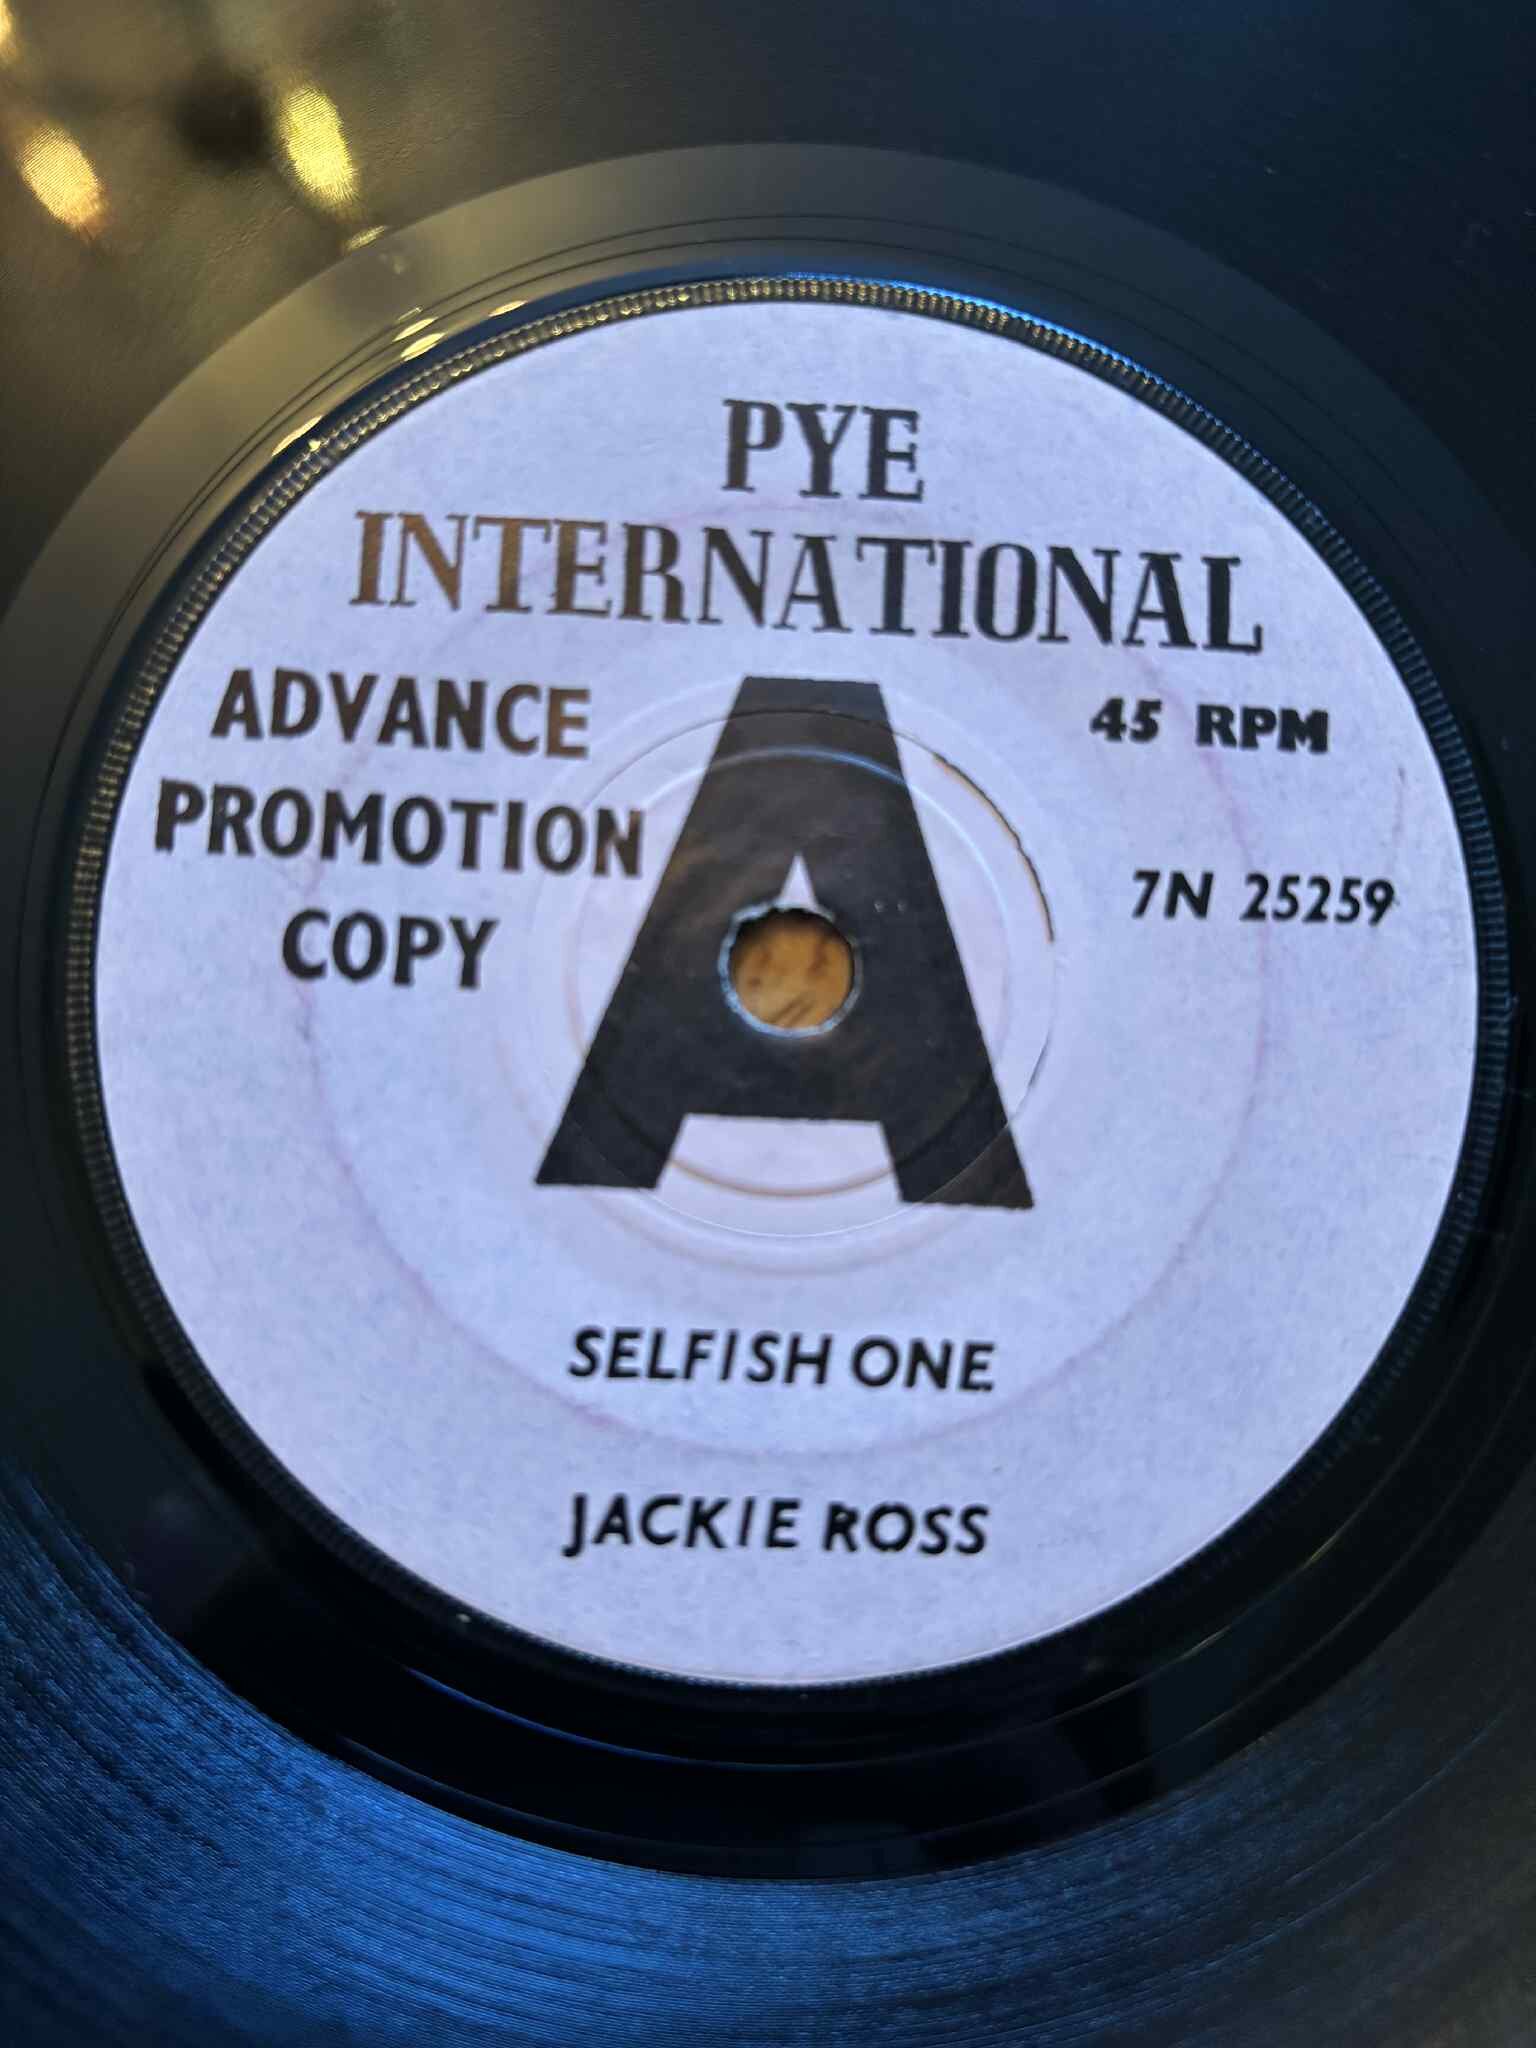 PYE
INTERNATIONAL
ADVANCE
PROMOTION
COPY
A
45 RPM
7N 25259
SELFISH ONE
JACKIE ROSS